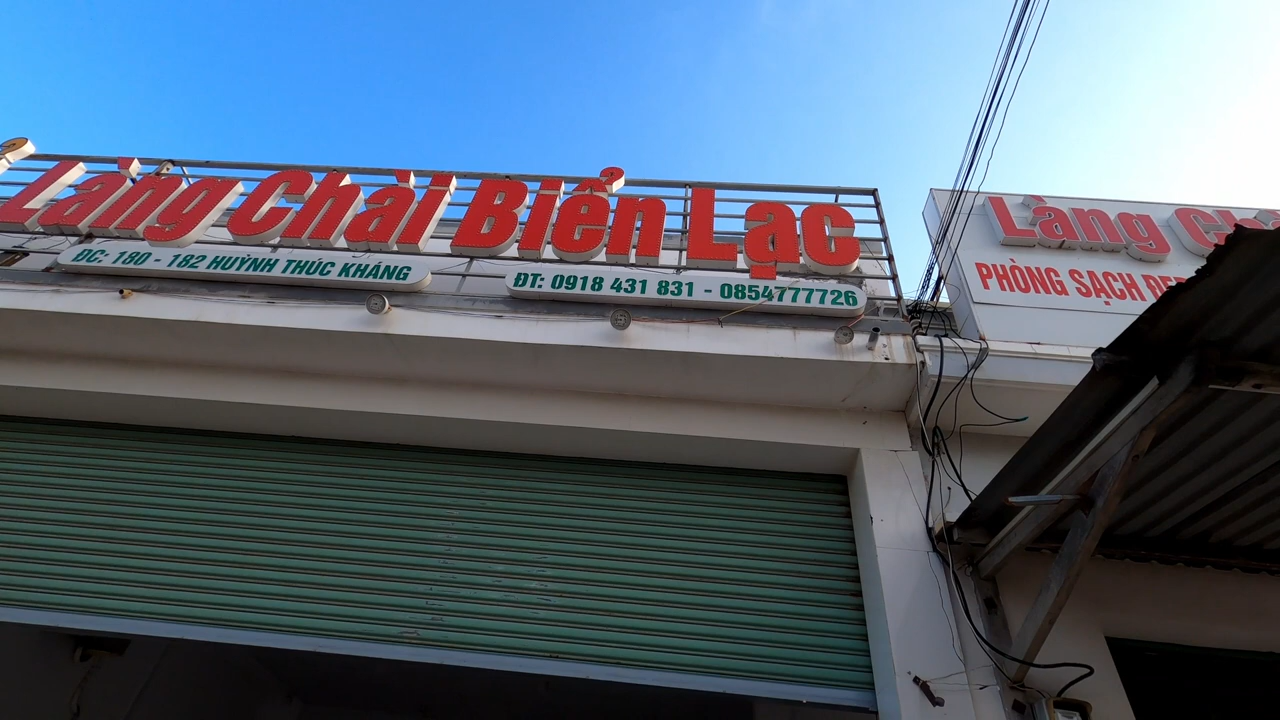 Làng Chài Biển Lạc
ĐC: 180 - 182 HUỲNH THÚC KHÁNG
ĐT: 0918 431 831 - 0854777726
Làng
PHÒNG SẠCH